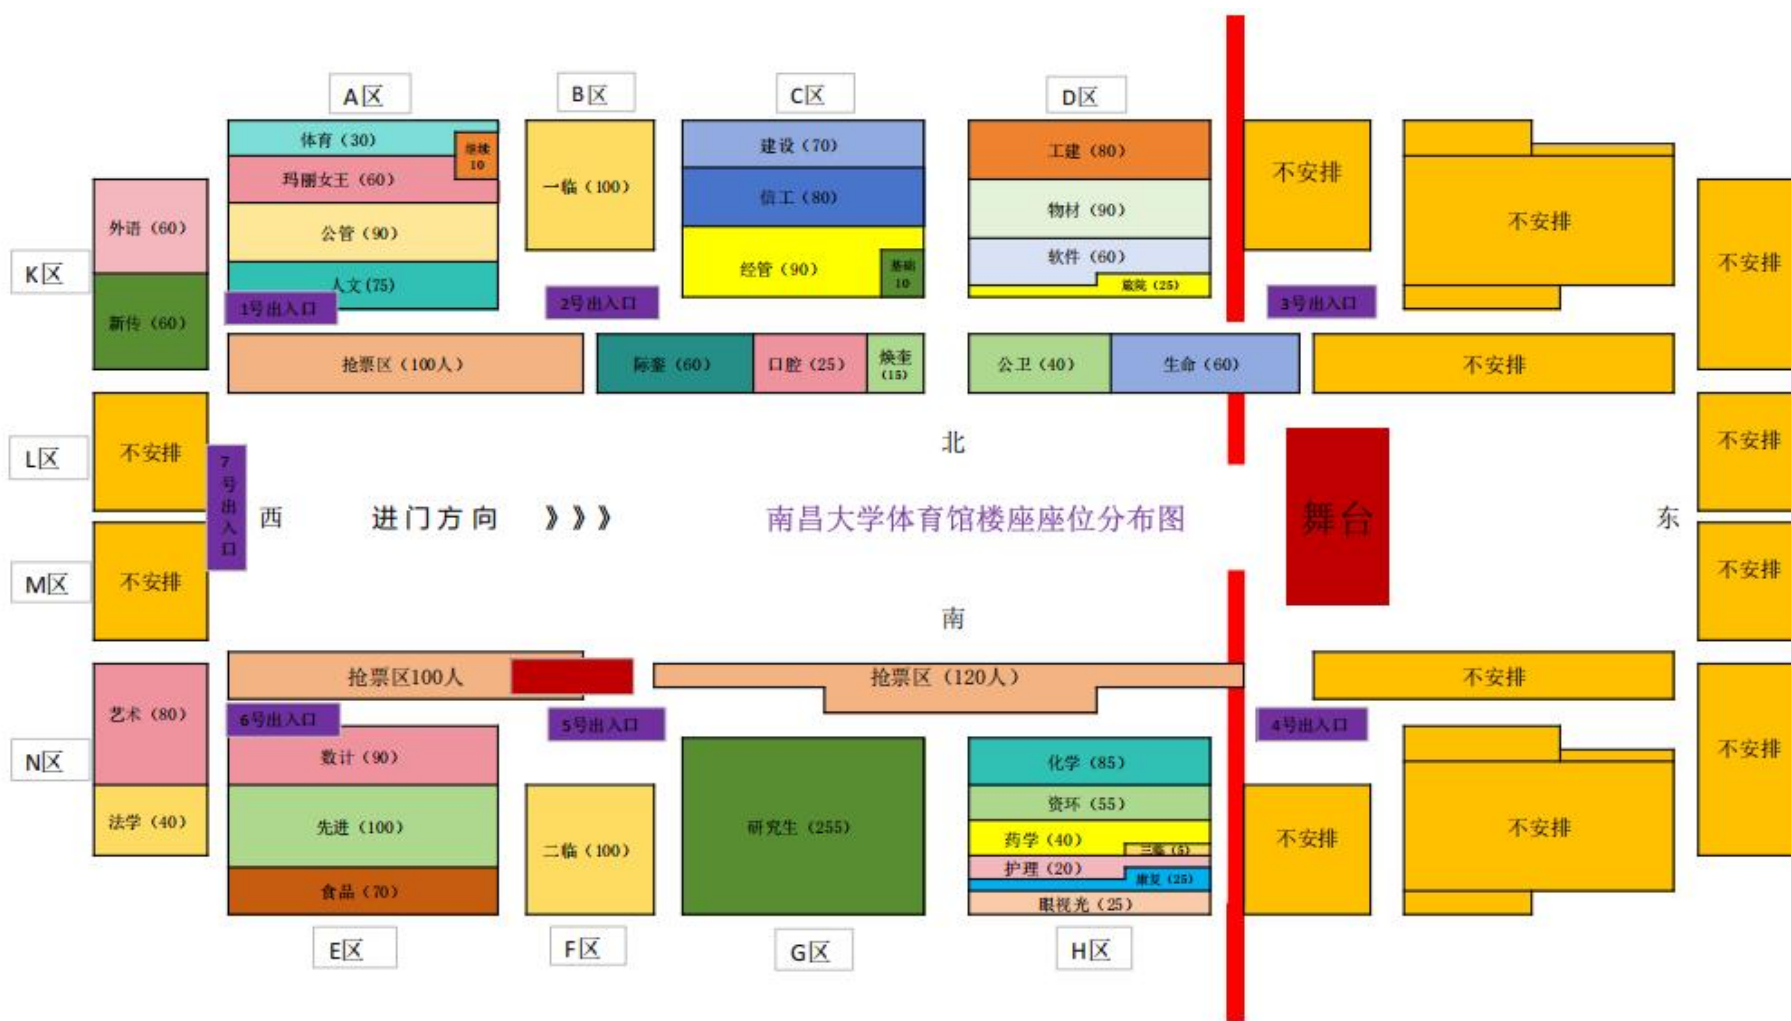 A区
B区
C区
D区
体育（30）
继续
10
玛丽女王（60）
公管（90）
人文(75)
1号出入口
一临（100）
2号出入口
建设（70）
信工（80）
经管（90）
基础
10
工建（80）
物材（90）
软件（60）
不安排
3号出入口
不安排
不安排
K区
外语（60）
新传（60）
抢票区（100人）
际銮（60）
口腔（25）
焕奎
(15)
公卫（40）
生命（60）
不安排
L区
不安排
7号出入口
北
不安排
西
进门方向 》》》
南昌大学体育馆楼座座位分布图
舞台
东
M区
不安排
南
不安排
抢票区100人
抢票区（120人）
不安排
N区
艺术（80）
法学（40）
6号出入口
5号出入口
4号出入口
数计（90）
先进（100）
食品（70）
二临（100）
研究生（255）
化学（85）
资环（55）
药学（40）
三临（5）
护理（20）
康复（25）
眼视光（25）
不安排
不安排
不安排
E区
F区
G区
H区